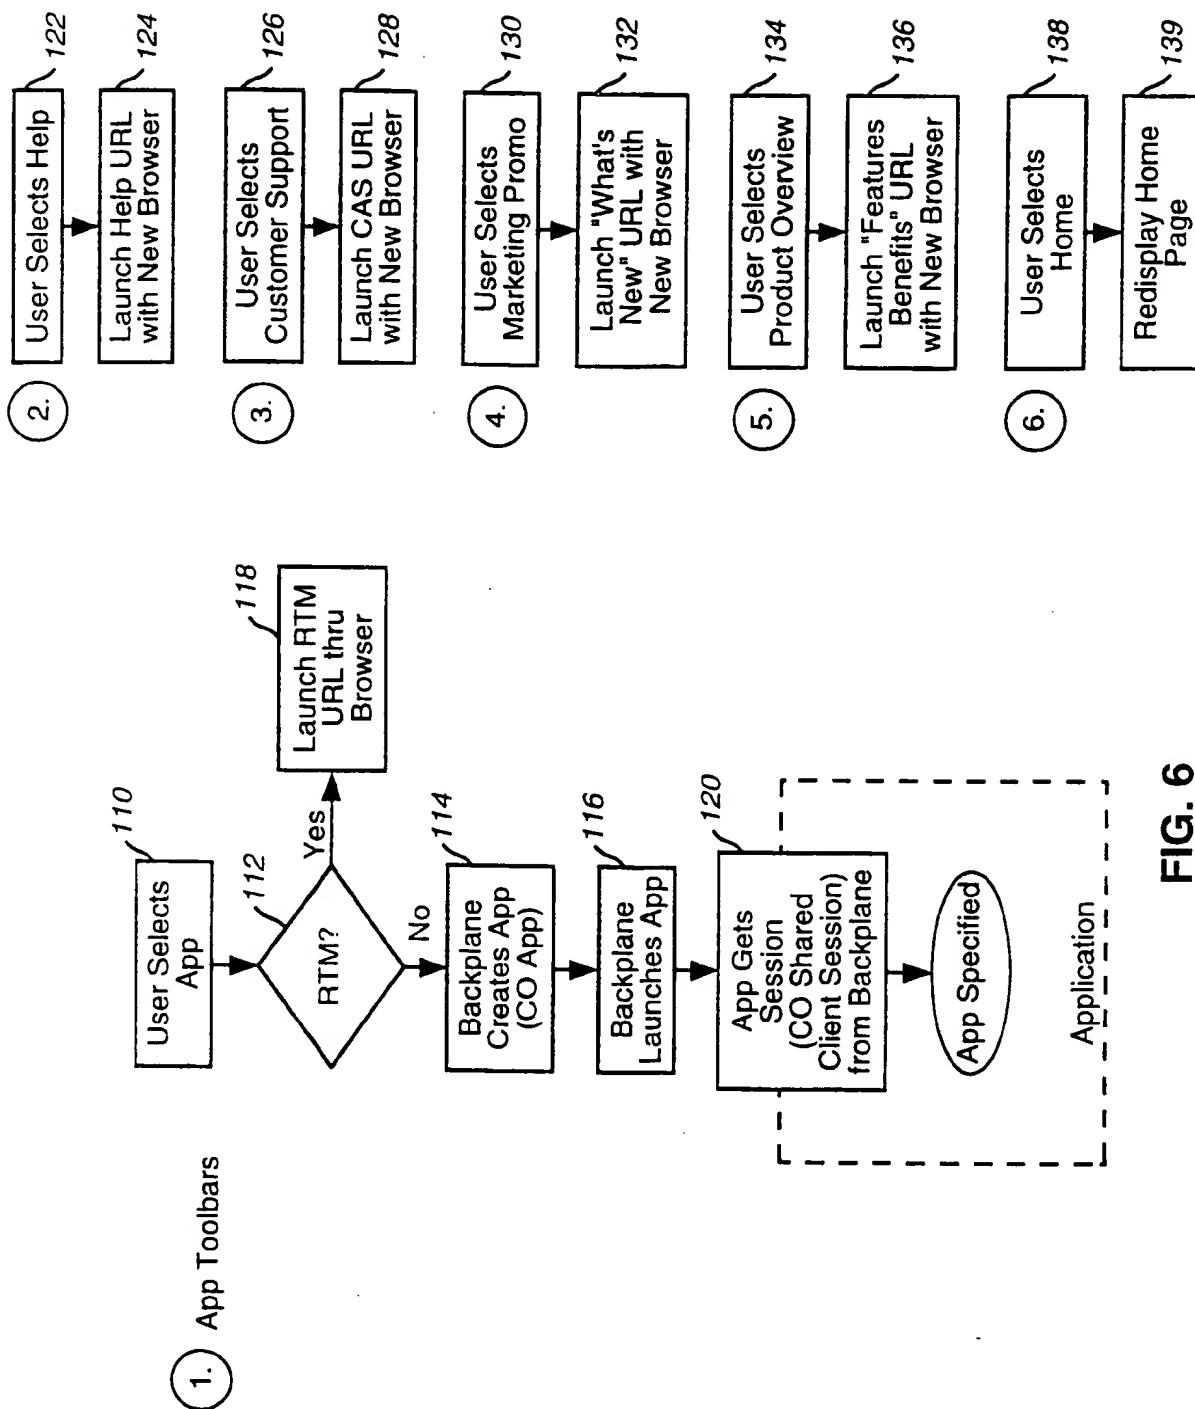 1.
App Toolbars
110
User Selects
App
112
RTM?
Yes
118
Launch RTM
URL thru
Browser
No
114
Backplane
Creates App
(CO App)
116
Backplane
Launches App
120
App Gets
Session
(CO Shared
Client Session)
from Backplane
App Specified
Application
2.
122
User Selects Help
124
Launch Help URL
with New Browser
3.
126
User Selects
Customer Support
128
Launch CAS URL
with New Browser
4.
130
User Selects
Marketing Promo
132
Launch "What's
New" URL with
New Browser
5.
134
User Selects
Product Overview
136
Launch "Features
Benefits" URL
with New Browser
6.
138
User Selects
Home
139
Redisplay Home
Page
FIG. 6